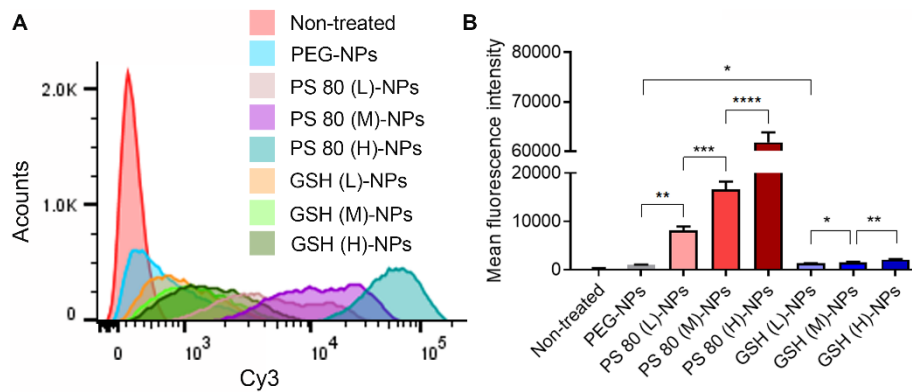 A
Non-treated
PEG-NPs
PS 80 (L)-NPs
PS 80 (M)-NPs
PS 80 (H)-NPs
GSH (L)-NPs
GSH (M)-NPs
GSH (H)-NPs
2.0K
1.0K
0
Acounts
0 10³ 10⁴ 10⁵
Cy3
B
80000
70000
60000
20000
10000
0
Mean fluorescence intensity
*
****
***
**
*
**
Non-treated
PEG-NPs
PS 80 (L)-NPs
PS 80 (M)-NPs
PS 80 (H)-NPs
GSH (L)-NPs
GSH (M)-NPs
GSH (H)-NPs